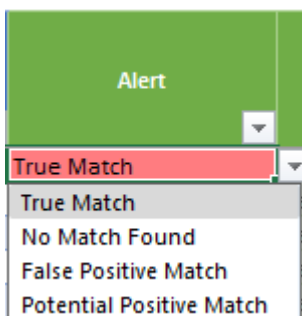 Alert
True Match
True Match
No Match Found
False Positive Match
Potential Positive Match